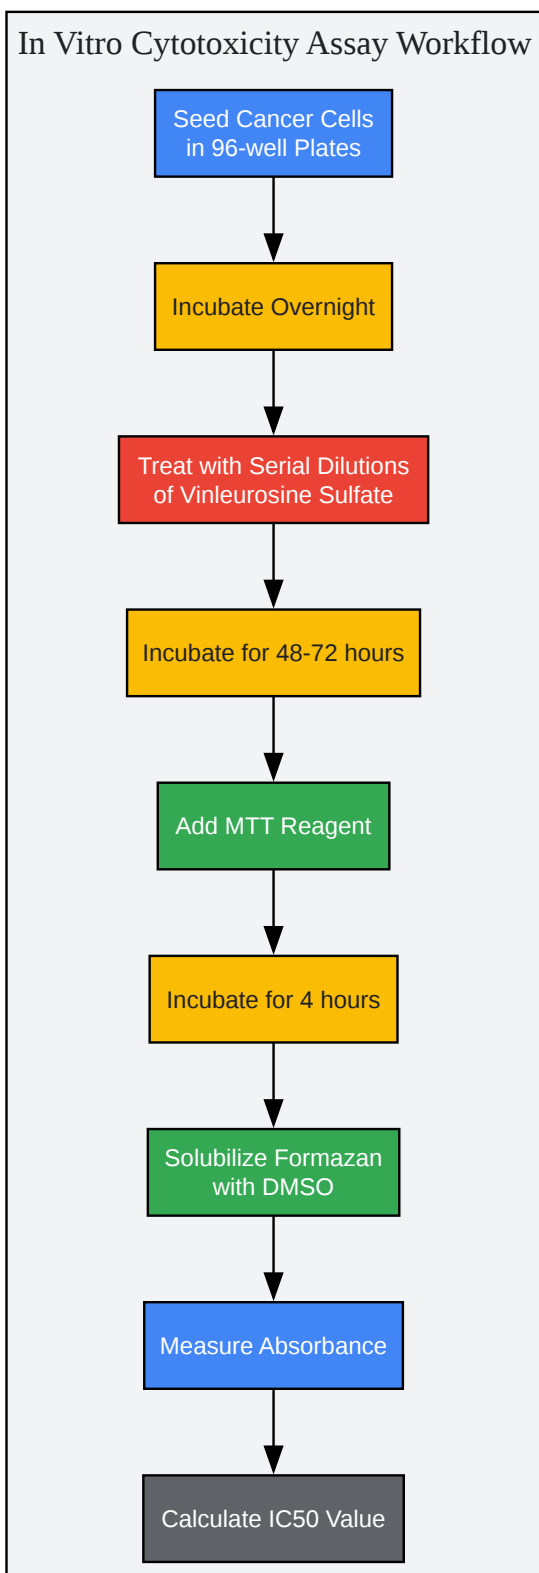 In Vitro Cytotoxicity Assay Workflow
Seed Cancer Cells
in 96-well Plates
Incubate Overnight
Treat with Serial Dilutions
of Vinleurosine Sulfate
Incubate for 48-72 hours
Add MTT Reagent
Incubate for 4 hours
Solubilize Formazan
with DMSO
Measure Absorbance
Calculate IC50 Value